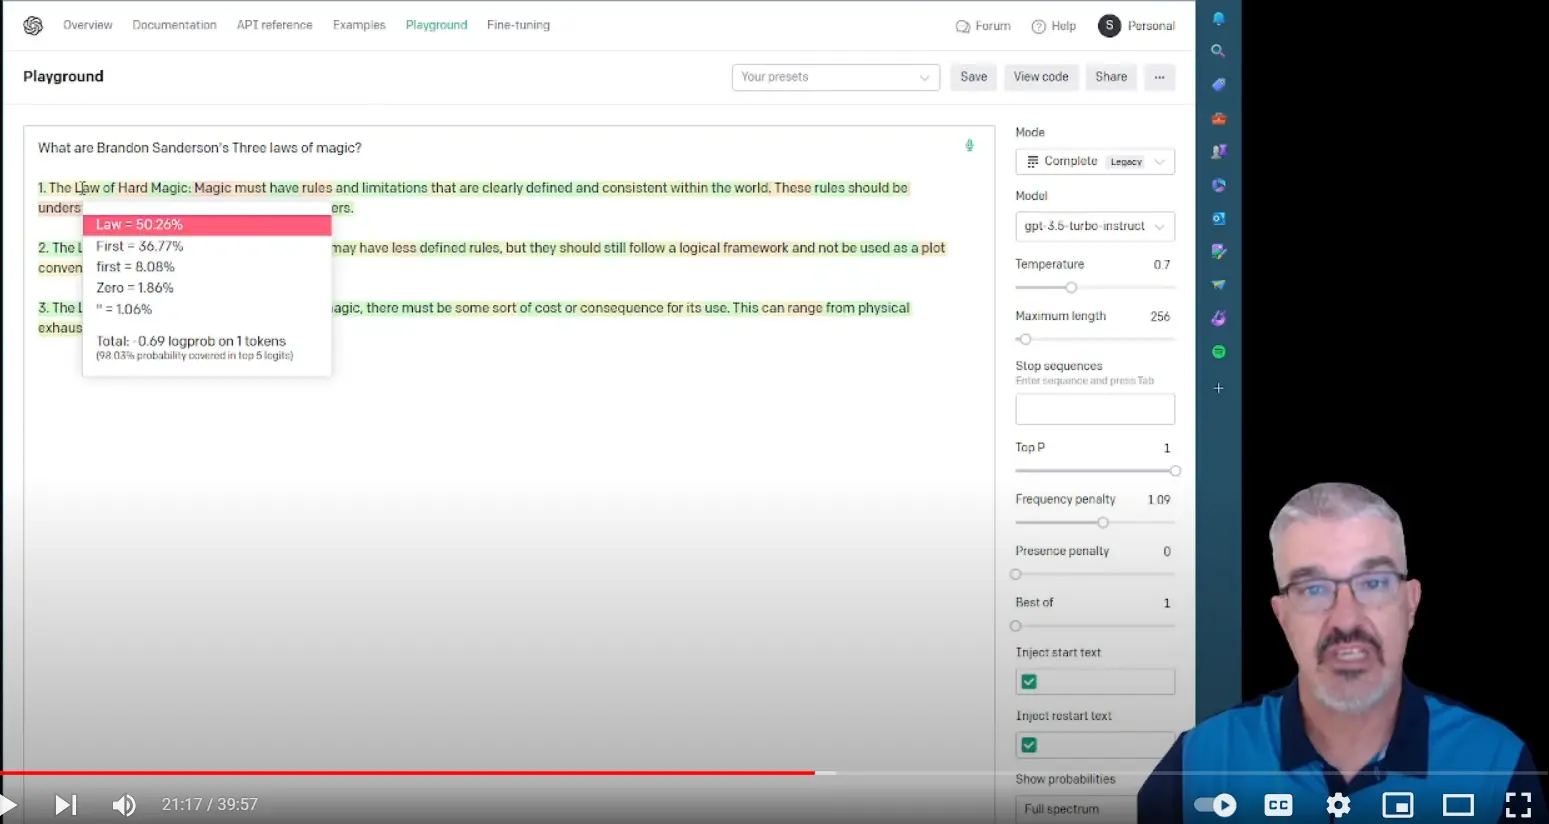 Overview Documentation API reference Examples Playground Fine-tuning Forum Help S Personal
Playground Your presets Save View code Share ...
What are Brandon Sanderson's Three laws of magic?
1. The Law of Hard Magic: Magic must have rules and limitations that are clearly defined and consistent within the world. These rules should be
unders ers.
Law = 50.26%
First = 36.77%
first = 8.08%
Zero = 1.86%
" = 1.06%
Total: -0.69 logprob on 1 tokens
(98.03% probability covered in top 5 logits)
2. The L may have less defined rules, but they should still follow a logical framework and not be used as a plot
conven
3. The L agic, there must be some sort of cost or consequence for its use. This can range from physical
exhaus
Mode
Complete Legacy
Model
gpt-3.5-turbo-instruct
Temperature 0.7
Maximum length 256
Stop sequences
Enter sequence and press Tab
Top P 1
Frequency penalty 1.09
Presence penalty 0
Best of 1
Inject start text
Inject restart text
Show probabilities
Full spectrum
21:17 / 39:57
CC